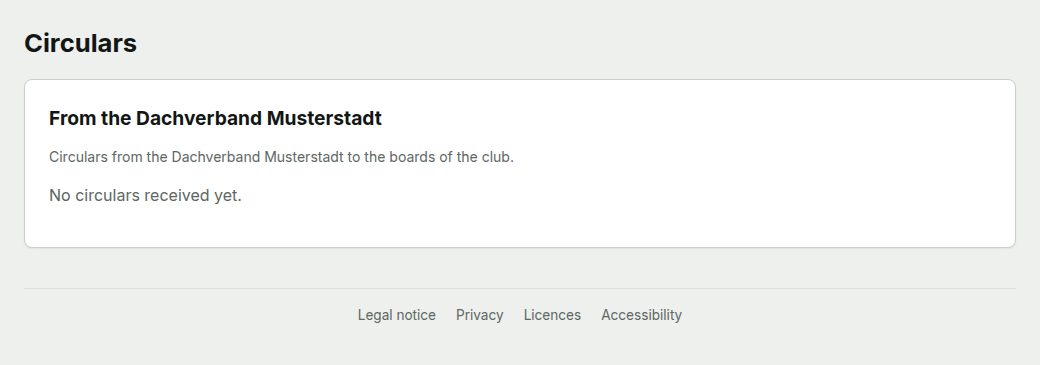 Circulars
From the Dachverband Musterstadt
Circulars from the Dachverband Musterstadt to the boards of the club.
No circulars received yet.
Legal notice Privacy Licences Accessibility